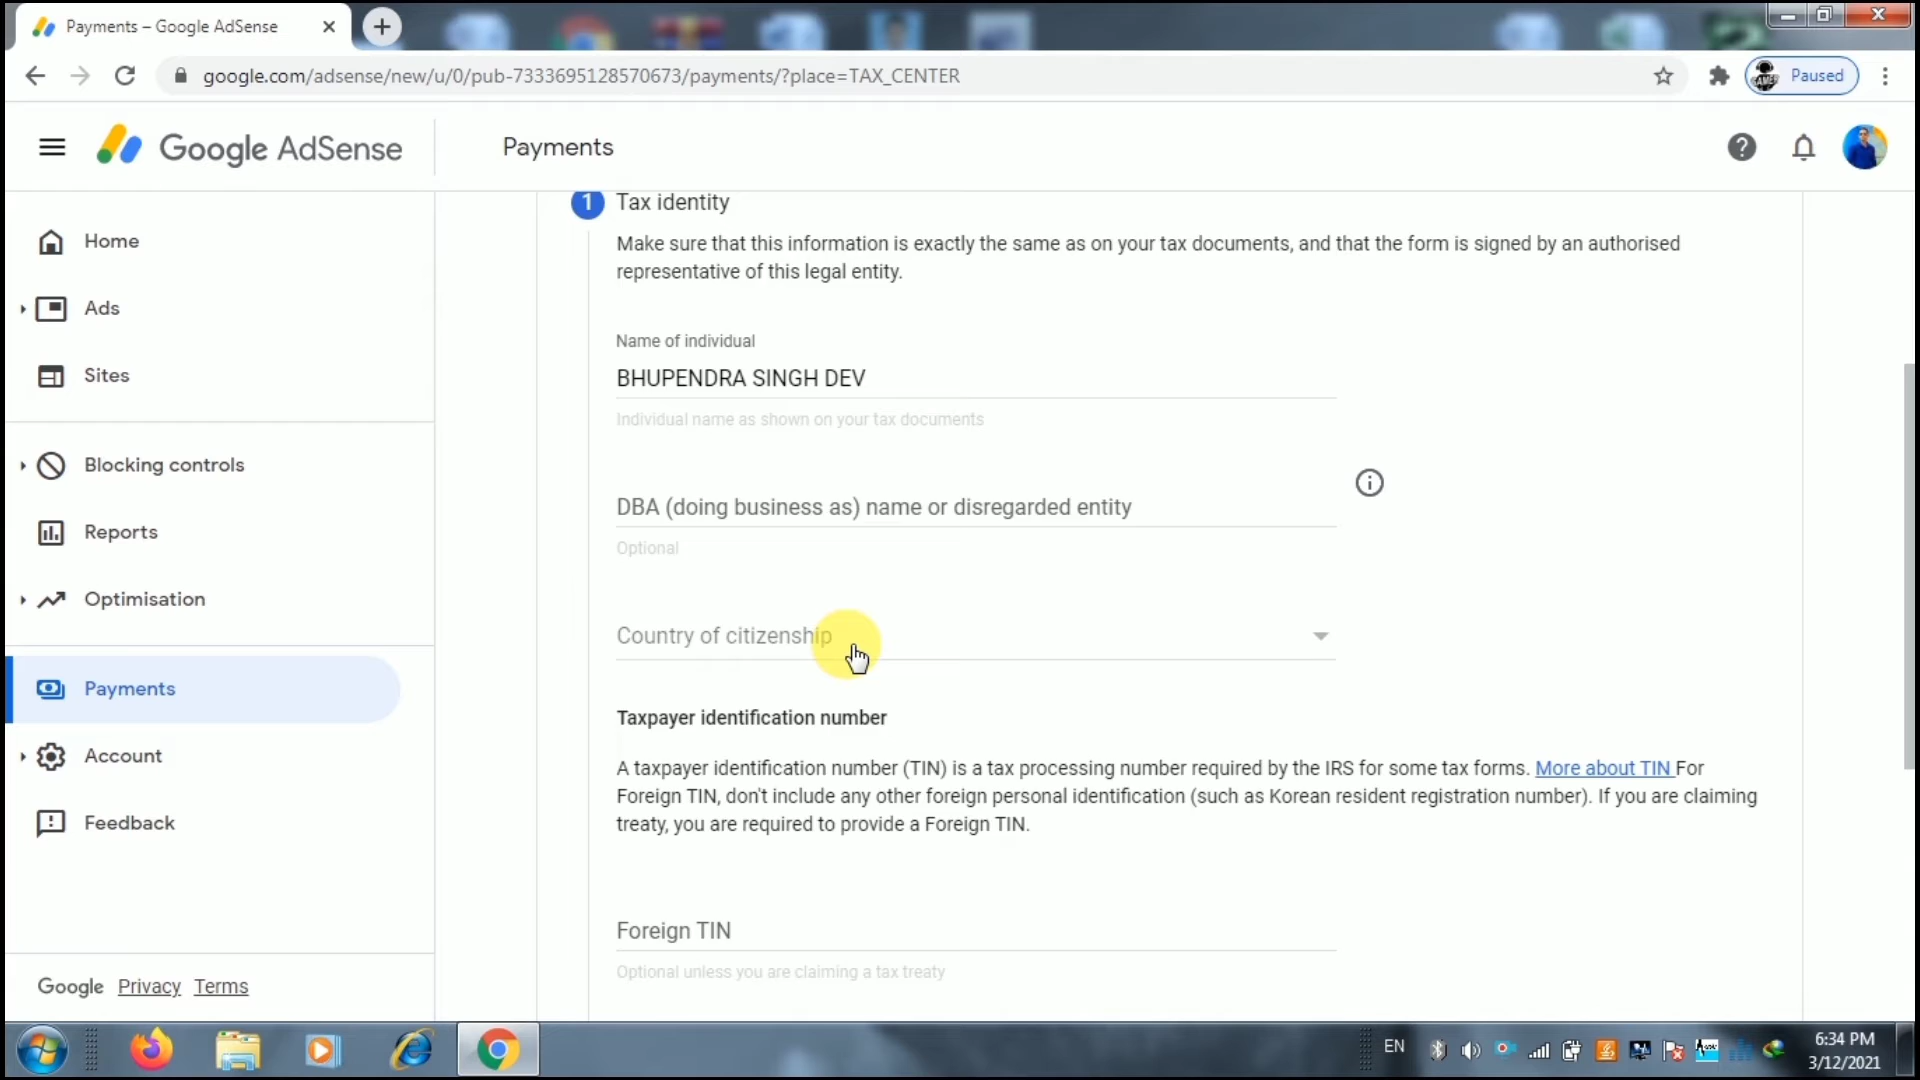 Payments – Google AdSense
google.com/adsense/new/u/0/pub-7333695128570673/payments/?place=TAX_CENTER
Paused
Google AdSense
Payments
Home
Ads
Sites
Blocking controls
Reports
Optimisation
Payments
Account
Feedback
Google Privacy Terms
1 Tax identity
Make sure that this information is exactly the same as on your tax documents, and that the form is signed by an authorised
representative of this legal entity.
Name of individual
BHUPENDRA SINGH DEV
Individual name as shown on your tax documents
DBA (doing business as) name or disregarded entity
Optional
Country of citizenship
Taxpayer identification number
A taxpayer identification number (TIN) is a tax processing number required by the IRS for some tax forms. More about TIN For
Foreign TIN, don't include any other foreign personal identification (such as Korean resident registration number). If you are claiming
treaty, you are required to provide a Foreign TIN.
Foreign TIN
Optional unless you are claiming a tax treaty
EN
6:34 PM
3/12/2021